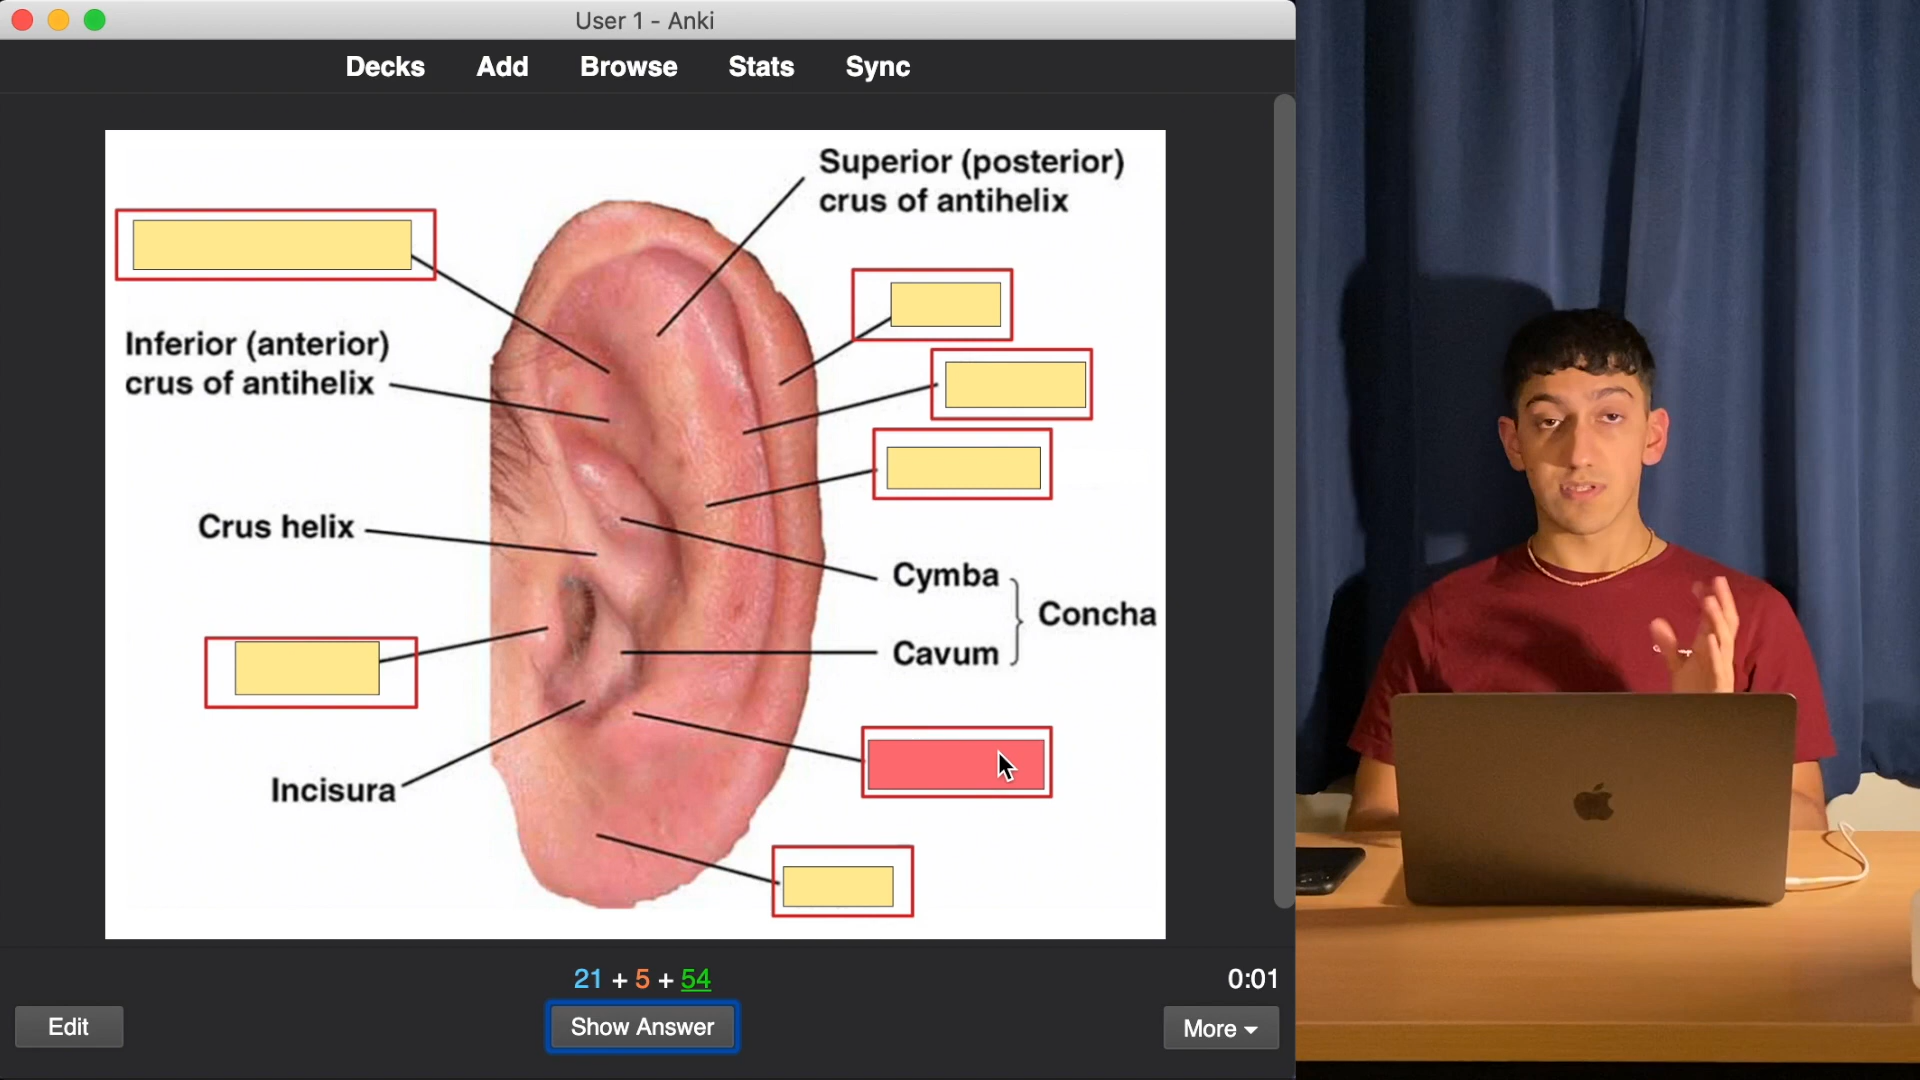 User 1 - Anki
Decks
Add
Browse
Stats
Sync
Superior (posterior)
crus of antihelix
Inferior (anterior)
crus of antihelix
Crus helix
Cymba
Concha
Cavum
Incisura
21 + 5 + 54
0:01
Edit
Show Answer
More